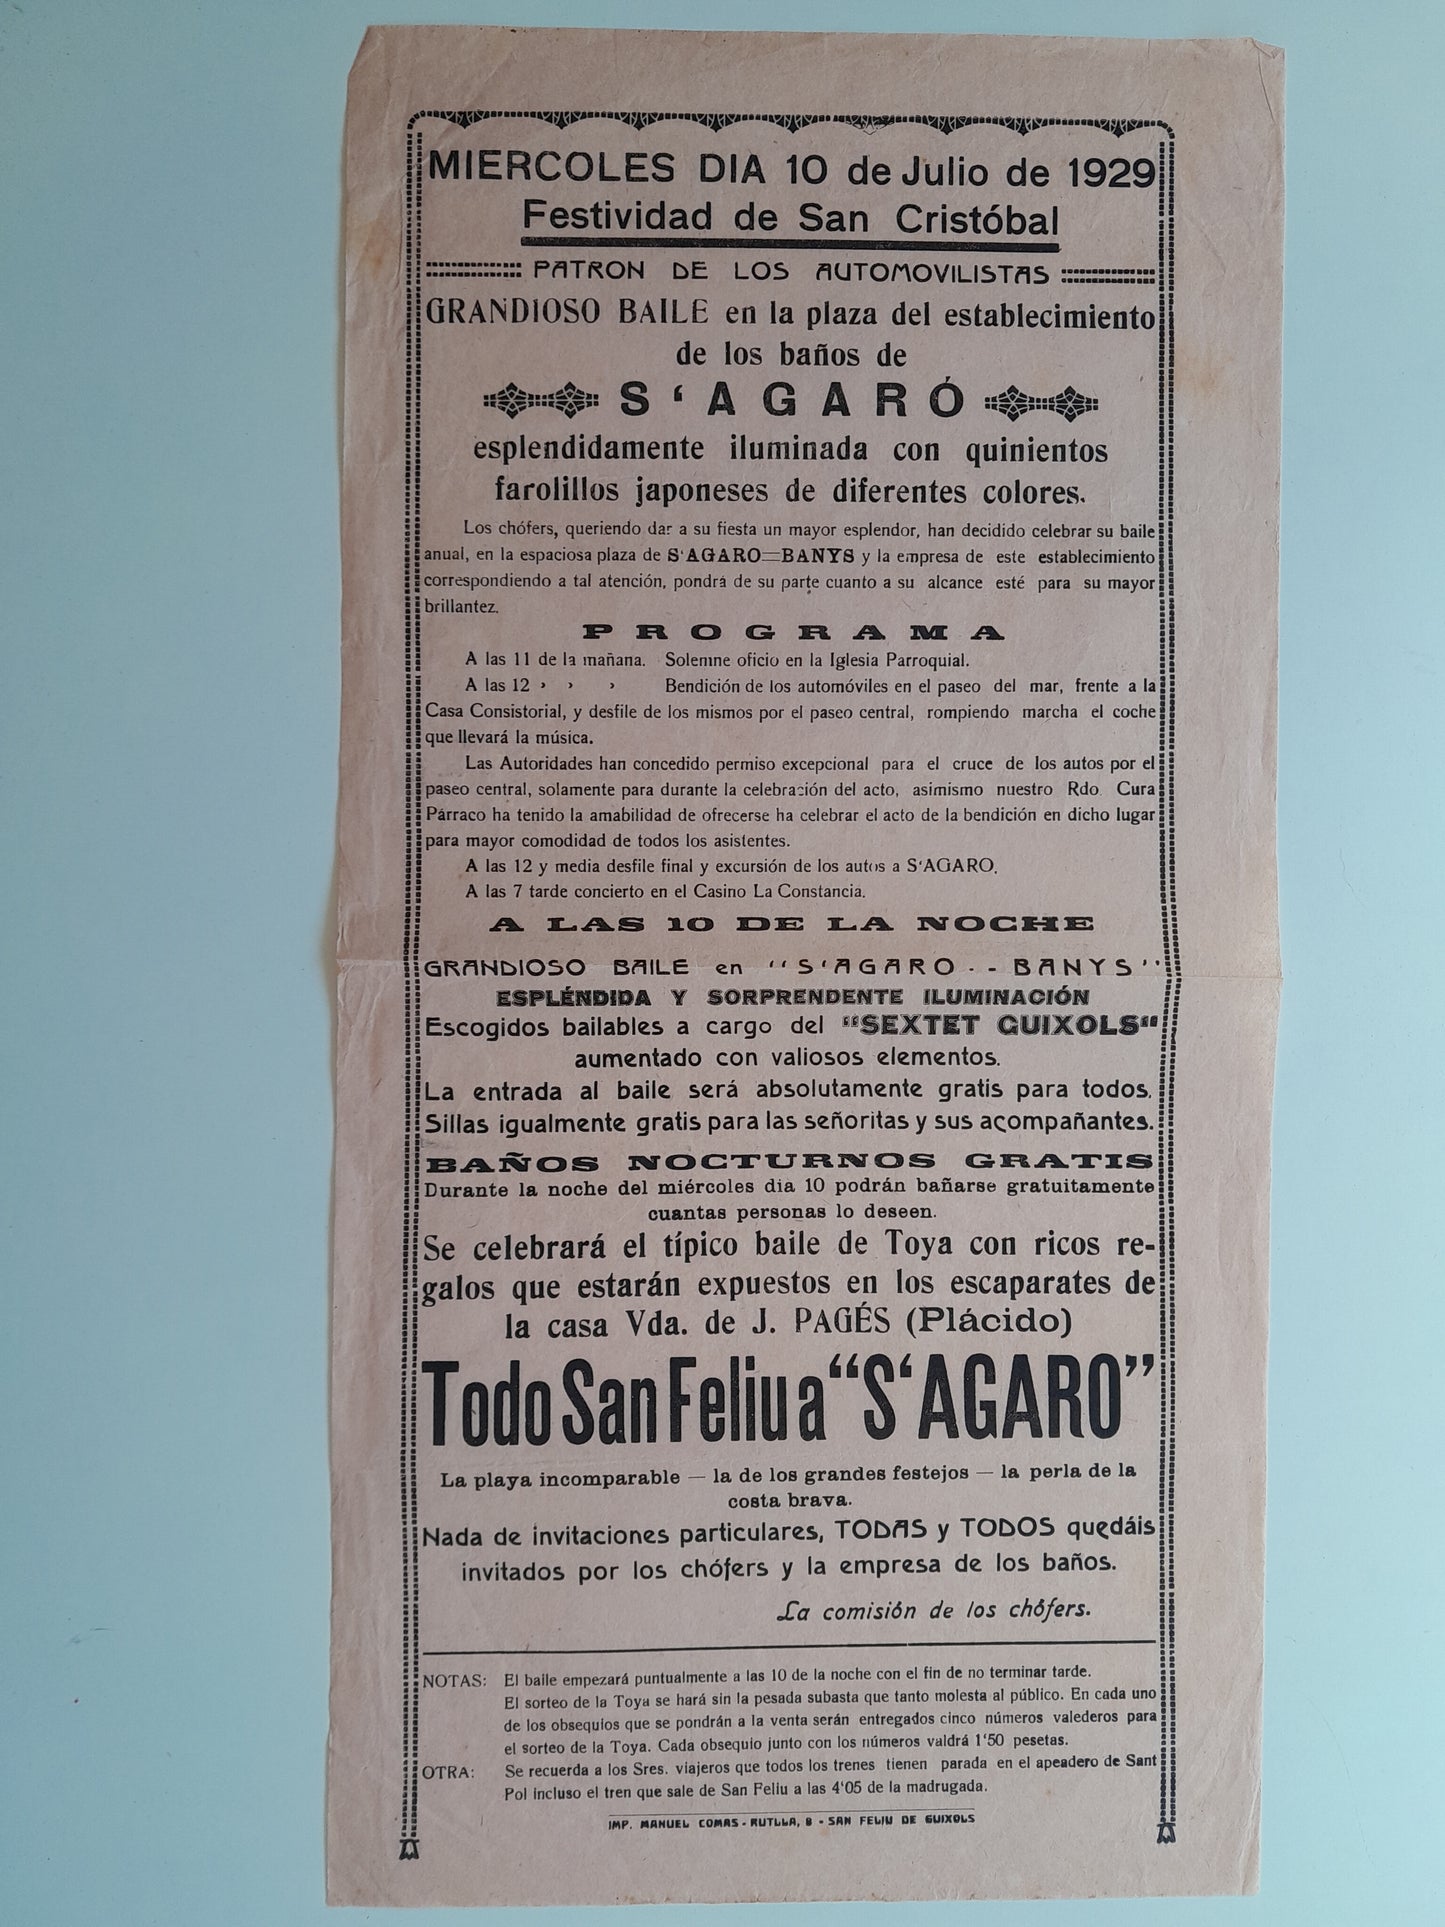 MIERCOLES DIA 10 de Julio de 1929
Festividad de San Cristóbal
PATRON DE LOS AUTOMOVILISTAS
GRANDIOSO BAILE en la plaza del establecimiento
de los baños de
S‘AGARÓ
esplendidamente iluminada con quinientos
farolillos japoneses de diferentes colores.
Los chófers, queriendo dar a su fiesta un mayor esplendor, han decidido celebrar su baile
anual, en la espaciosa plaza de S‘AGARO=BANYS y la empresa de este establecimiento
correspondiendo a tal atención, pondrá de su parte cuanto a su alcance esté para su mayor
brillantez.
PROGRAMA
A las 11 de la mañana. Solemne oficio en la Iglesia Parroquial.
A las 12 › › › Bendición de los automóviles en el paseo del mar, frente a la
Casa Consistorial, y desfile de los mismos por el paseo central, rompiendo marcha el coche
que llevará la música.
Las Autoridades han concedido permiso excepcional para el cruce de los autos por el
paseo central, solamente para durante la celebración del acto, asimismo nuestro Rdo. Cura
Párraco ha tenido la amabilidad de ofrecerse ha celebrar el acto de la bendición en dicho lugar
para mayor comodidad de todos los asistentes.
A las 12 y media desfile final y excursión de los autos a S‘AGARO.
A las 7 tarde concierto en el Casino La Constancia.
A LAS 10 DE LA NOCHE
GRANDIOSO BAILE en ‘‘S‘AGARO - - BANYS’’
ESPLÉNDIDA Y SORPRENDENTE ILUMINACIÓN
Escogidos bailables a cargo del “SEXTET GUIXOLS“
aumentado con valiosos elementos.
La entrada al baile será absolutamente gratis para todos.
Sillas igualmente gratis para las señoritas y sus acompañantes.
BAÑOS NOCTURNOS GRATIS
Durante la noche del miércoles dia 10 podrán bañarse gratuitamente
cuantas personas lo deseen.
Se celebrará el típico baile de Toya con ricos re-
galos que estarán expuestos en los escaparates de
la casa Vda. de J. PAGÉS (Plácido)
Todo San Feliu a “S‘AGARO”
La playa incomparable — la de los grandes festejos — la perla de la
costa brava.
Nada de invitaciones particulares, TODAS y TODOS quedáis
invitados por los chófers y la empresa de los baños.
La comisión de los chófers.
NOTAS: El baile empezará puntualmente a las 10 de la noche con el fin de no terminar tarde.
El sorteo de la Toya se hará sin la pesada subasta que tanto molesta al público. En cada uno
de los obsequios que se pondrán a la venta serán entregados cinco números valederos para
el sorteo de la Toya. Cada obsequio junto con los números valdrá 1‘50 pesetas.
OTRA: Se recuerda a los Sres. viajeros que todos los trenes tienen parada en el apeadero de Sant
Pol incluso el tren que sale de San Feliu a las 4‘05 de la madrugada.
IMP. MANUEL COMAS - RUTLLA, 8 - SAN FELIU DE GUIXOLS